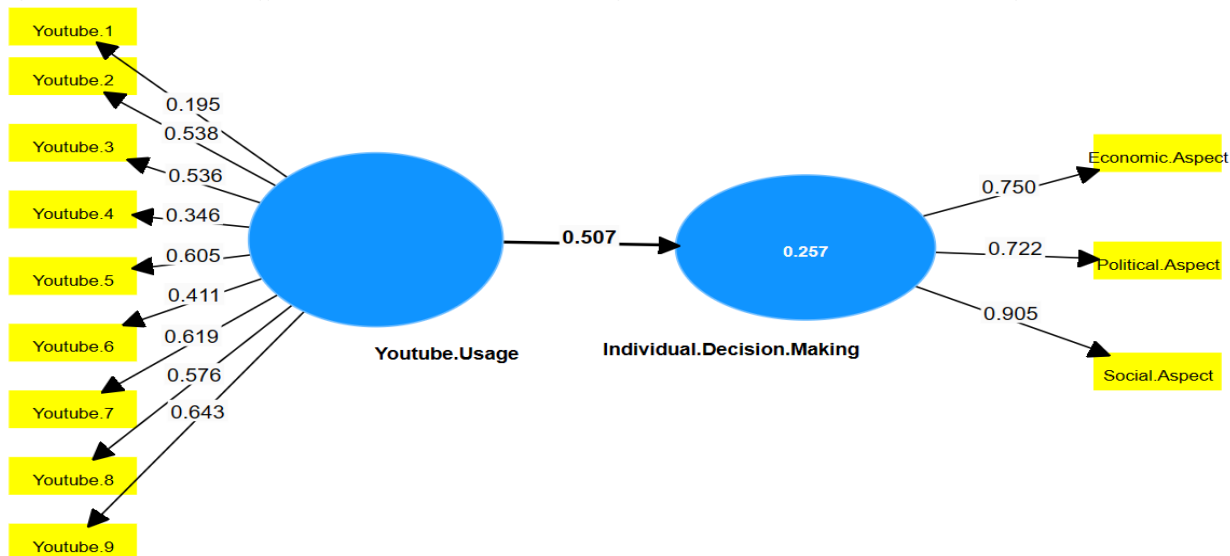 Youtube.1
Youtube.2
Youtube.3
Youtube.4
Youtube.5
Youtube.6
Youtube.7
Youtube.8
Youtube.9
0.195
0.538
0.536
0.346
0.605
0.411
0.619
0.576
0.643
Youtube.Usage
0.507
0.257
Individual.Decision.Making
0.750
0.722
0.905
Economic.Aspect
Political.Aspect
Social.Aspect